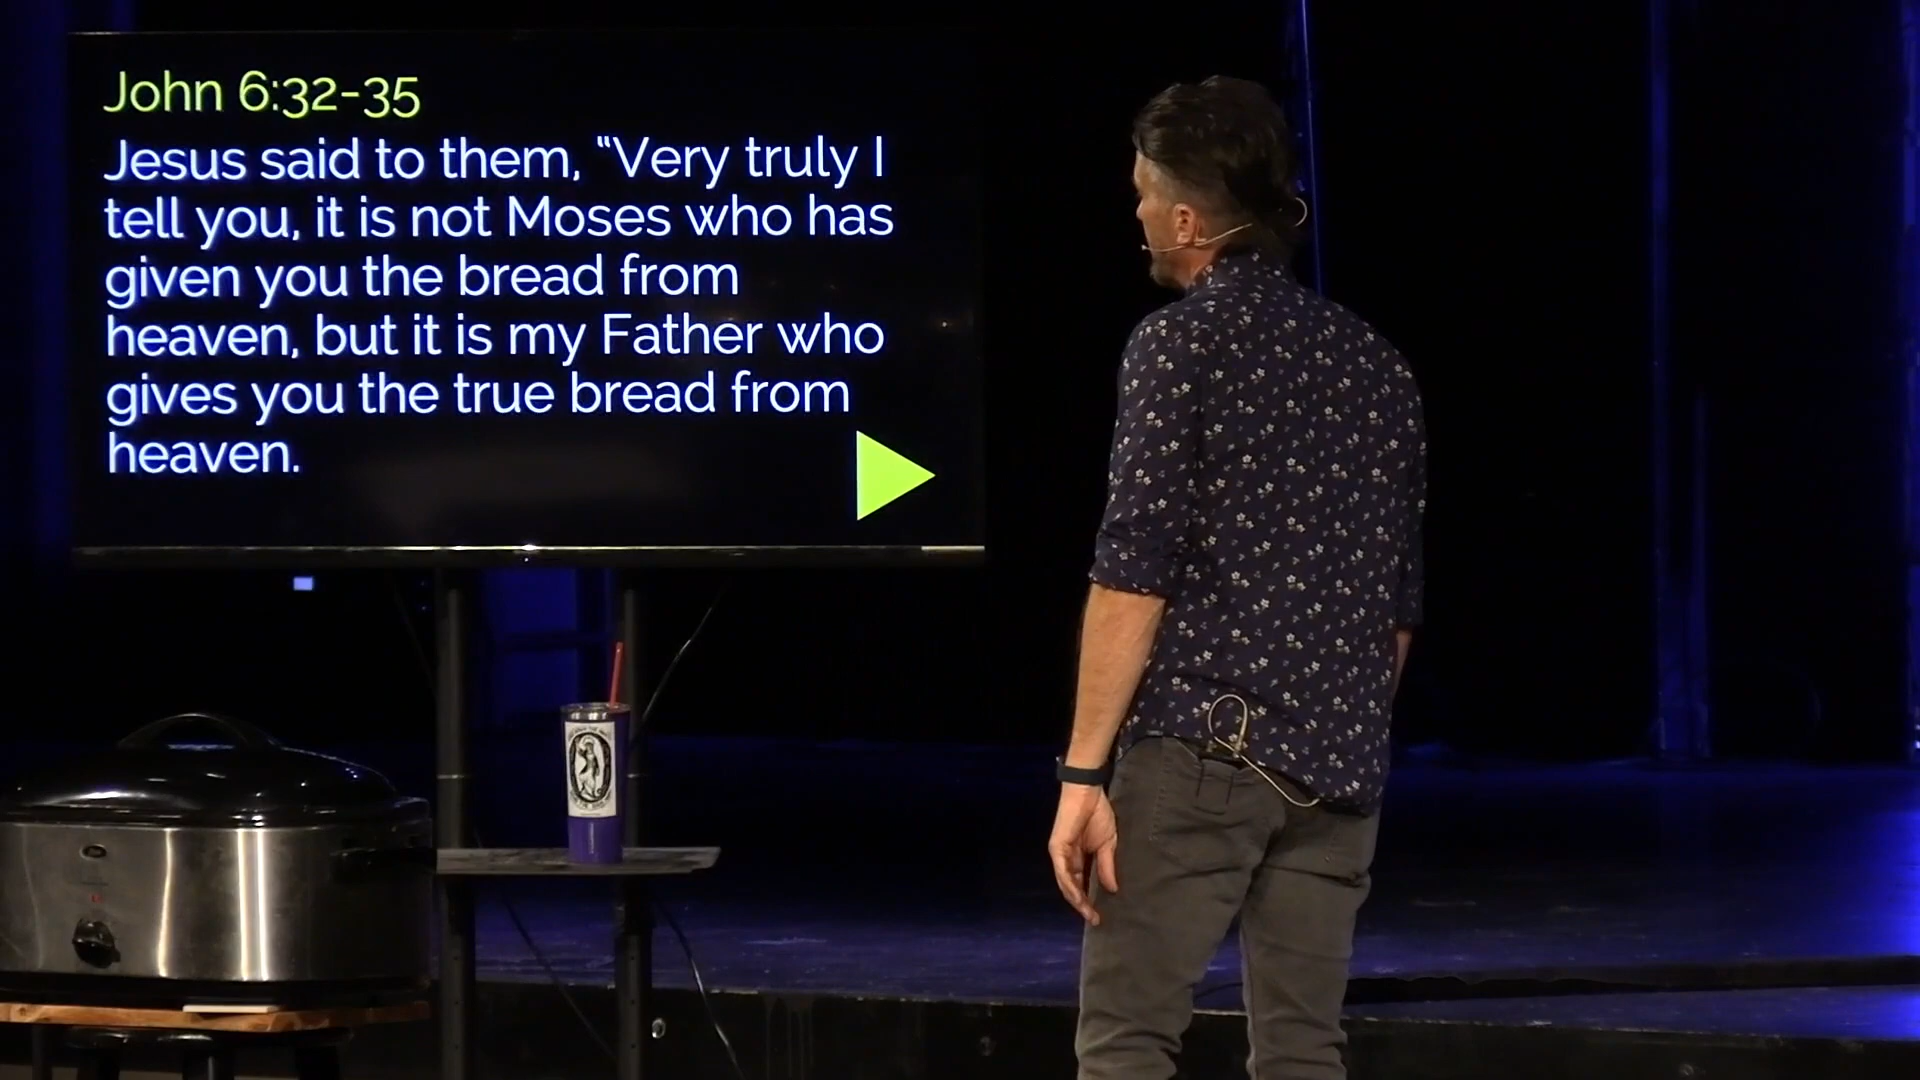 John 6:32-35
Jesus said to them, “Very truly I
tell you, it is not Moses who has
given you the bread from
heaven, but it is my Father who
gives you the true bread from
heaven.